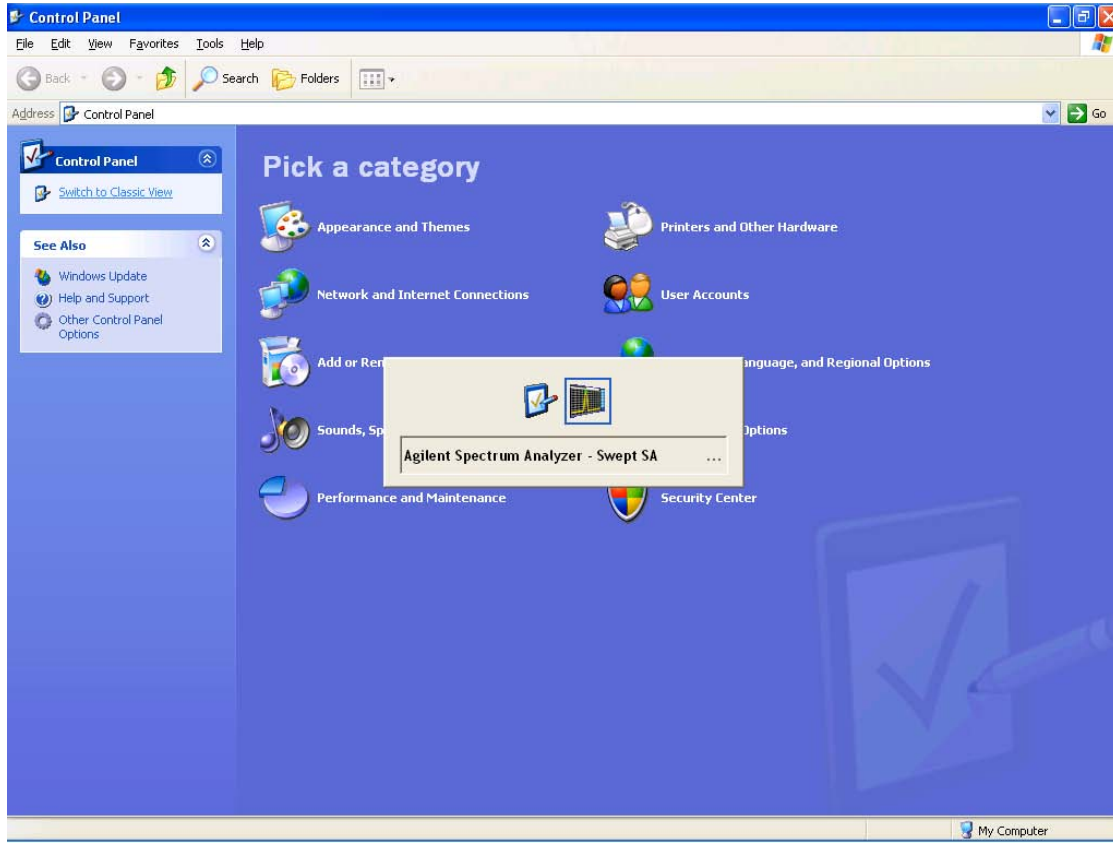 Control Panel
File Edit View Favorites Tools Help
Back Search Folders
Address Control Panel Go
Control Panel
Switch to Classic View
See Also
Windows Update
Help and Support
Other Control Panel
Options
Pick a category
Appearance and Themes
Printers and Other Hardware
Network and Internet Connections
User Accounts
Add or Rem
anguage, and Regional Options
Sounds, Sp
Options
Agilent Spectrum Analyzer - Swept SA ...
Performance and Maintenance
Security Center
My Computer